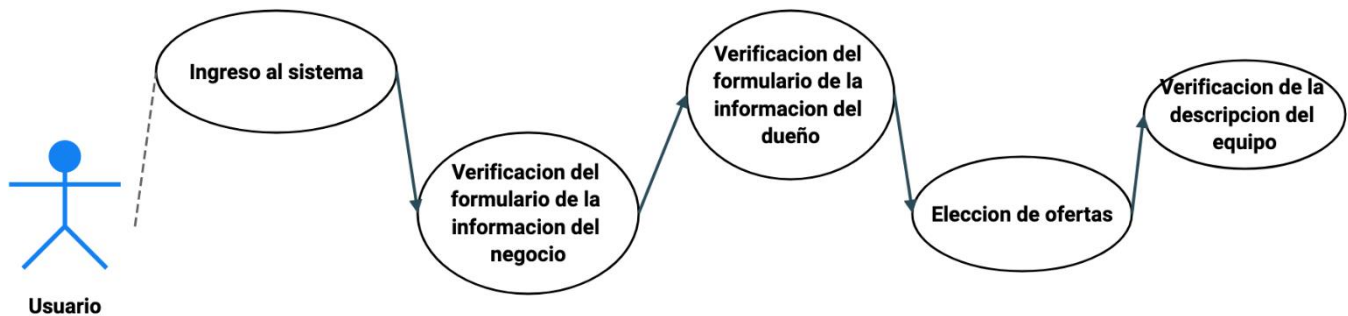 Ingreso al sistema
Verificacion del
formulario de la
informacion del
negocio
Verificacion del
formulario de la
informacion del
dueño
Eleccion de ofertas
Verificacion de la
descripcion del
equipo
Usuario